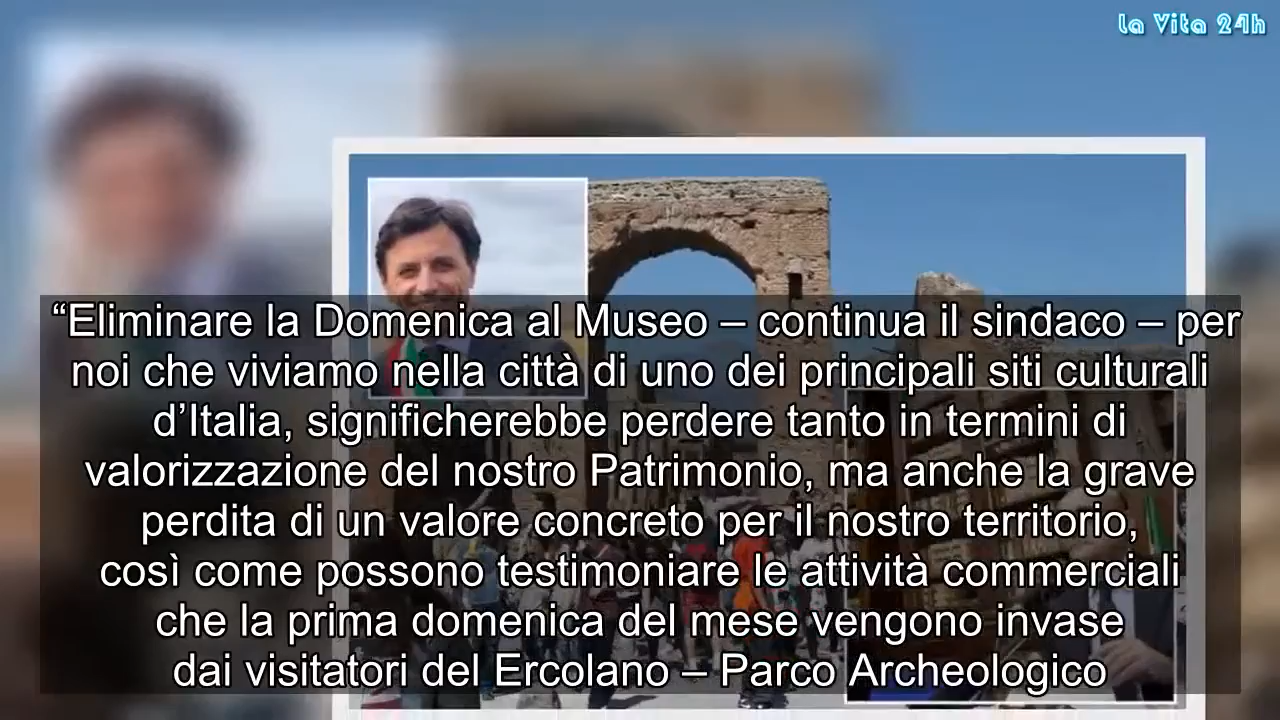 la Vita 24h
“Eliminare la Domenica al Museo – continua il sindaco – per
noi che viviamo nella città di uno dei principali siti culturali
d’Italia, significherebbe perdere tanto in termini di
valorizzazione del nostro Patrimonio, ma anche la grave
perdita di un valore concreto per il nostro territorio,
così come possono testimoniare le attività commerciali
che la prima domenica del mese vengono invase
dai visitatori del Ercolano – Parco Archeologico